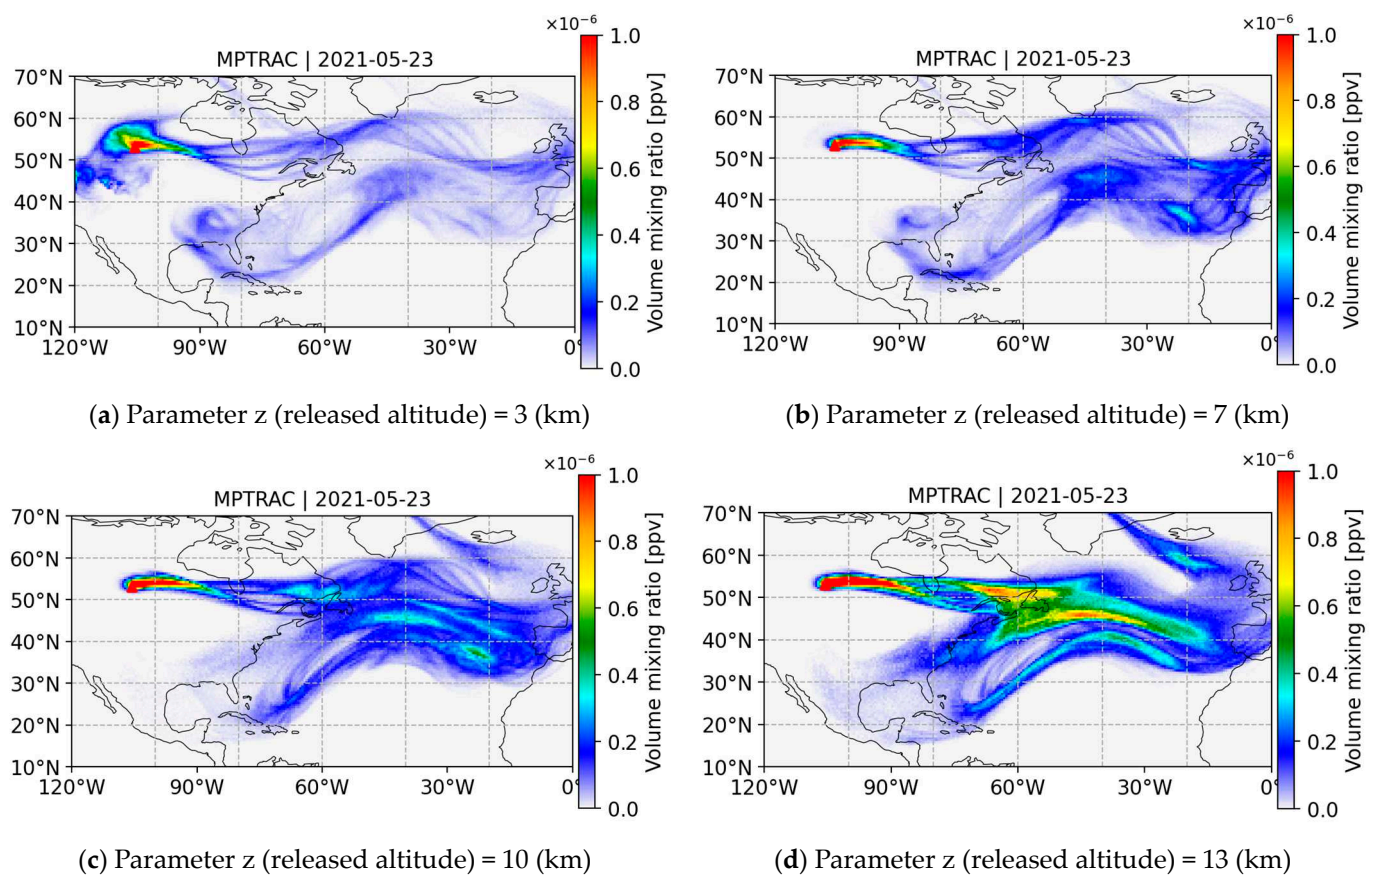 ×10⁻⁶
MPTRAC | 2021-05-23
70°N
60°N
50°N
40°N
30°N
20°N
10°N
120°W 90°W 60°W 30°W 0°
1.0
0.8
0.6
0.4
0.2
0.0
Volume mixing ratio [ppv]
(a) Parameter z (released altitude) = 3 (km)
×10⁻⁶
MPTRAC | 2021-05-23
70°N
60°N
50°N
40°N
30°N
20°N
10°N
120°W 90°W 60°W 30°W 0°
1.0
0.8
0.6
0.4
0.2
0.0
Volume mixing ratio [ppv]
(b) Parameter z (released altitude) = 7 (km)
×10⁻⁶
MPTRAC | 2021-05-23
70°N
60°N
50°N
40°N
30°N
20°N
10°N
120°W 90°W 60°W 30°W 0°
1.0
0.8
0.6
0.4
0.2
0.0
Volume mixing ratio [ppv]
(c) Parameter z (released altitude) = 10 (km)
×10⁻⁶
MPTRAC | 2021-05-23
70°N
60°N
50°N
40°N
30°N
20°N
10°N
120°W 90°W 60°W 30°W 0°
1.0
0.8
0.6
0.4
0.2
0.0
Volume mixing ratio [ppv]
(d) Parameter z (released altitude) = 13 (km)